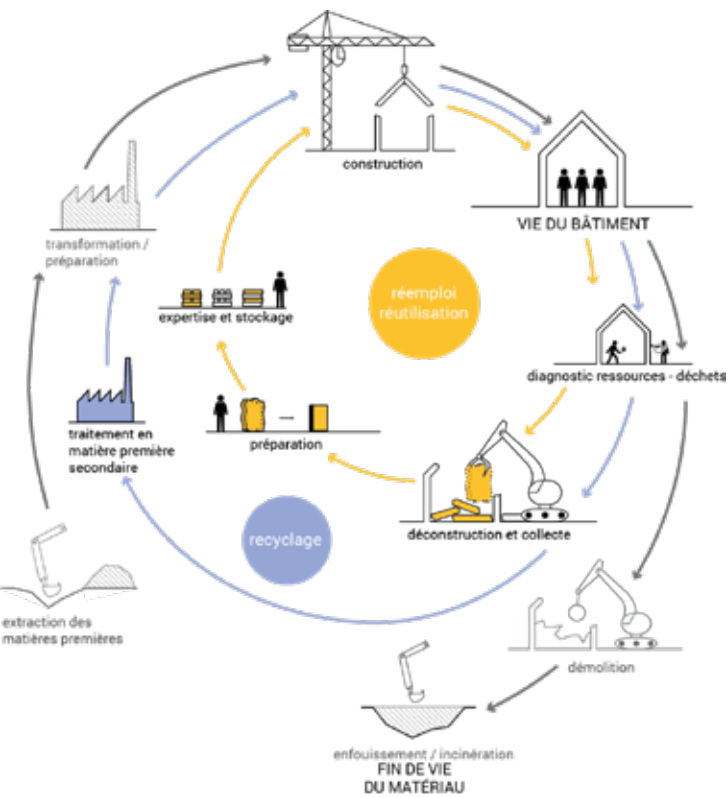 construction
VIE DU BÂTIMENT
transformation /
préparation
réemploi
réutilisation
expertise et stockage
diagnostic ressources - déchets
traitement en
matière première
secondaire
préparation
déconstruction et collecte
recyclage
extraction des
matières premières
démolition
enfouissement / incinération
FIN DE VIE
DU MATÉRIAU